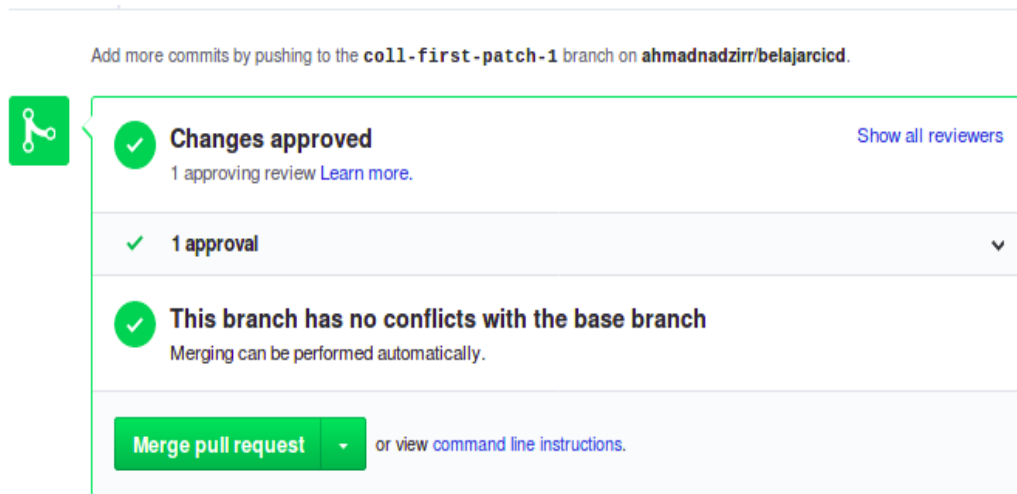 Add more commits by pushing to the coll-first-patch-1 branch on ahmadnadzirr/belajarcicd.
Changes approved
Show all reviewers
1 approving review Learn more.
1 approval
This branch has no conflicts with the base branch
Merging can be performed automatically.
Merge pull request
or view command line instructions.